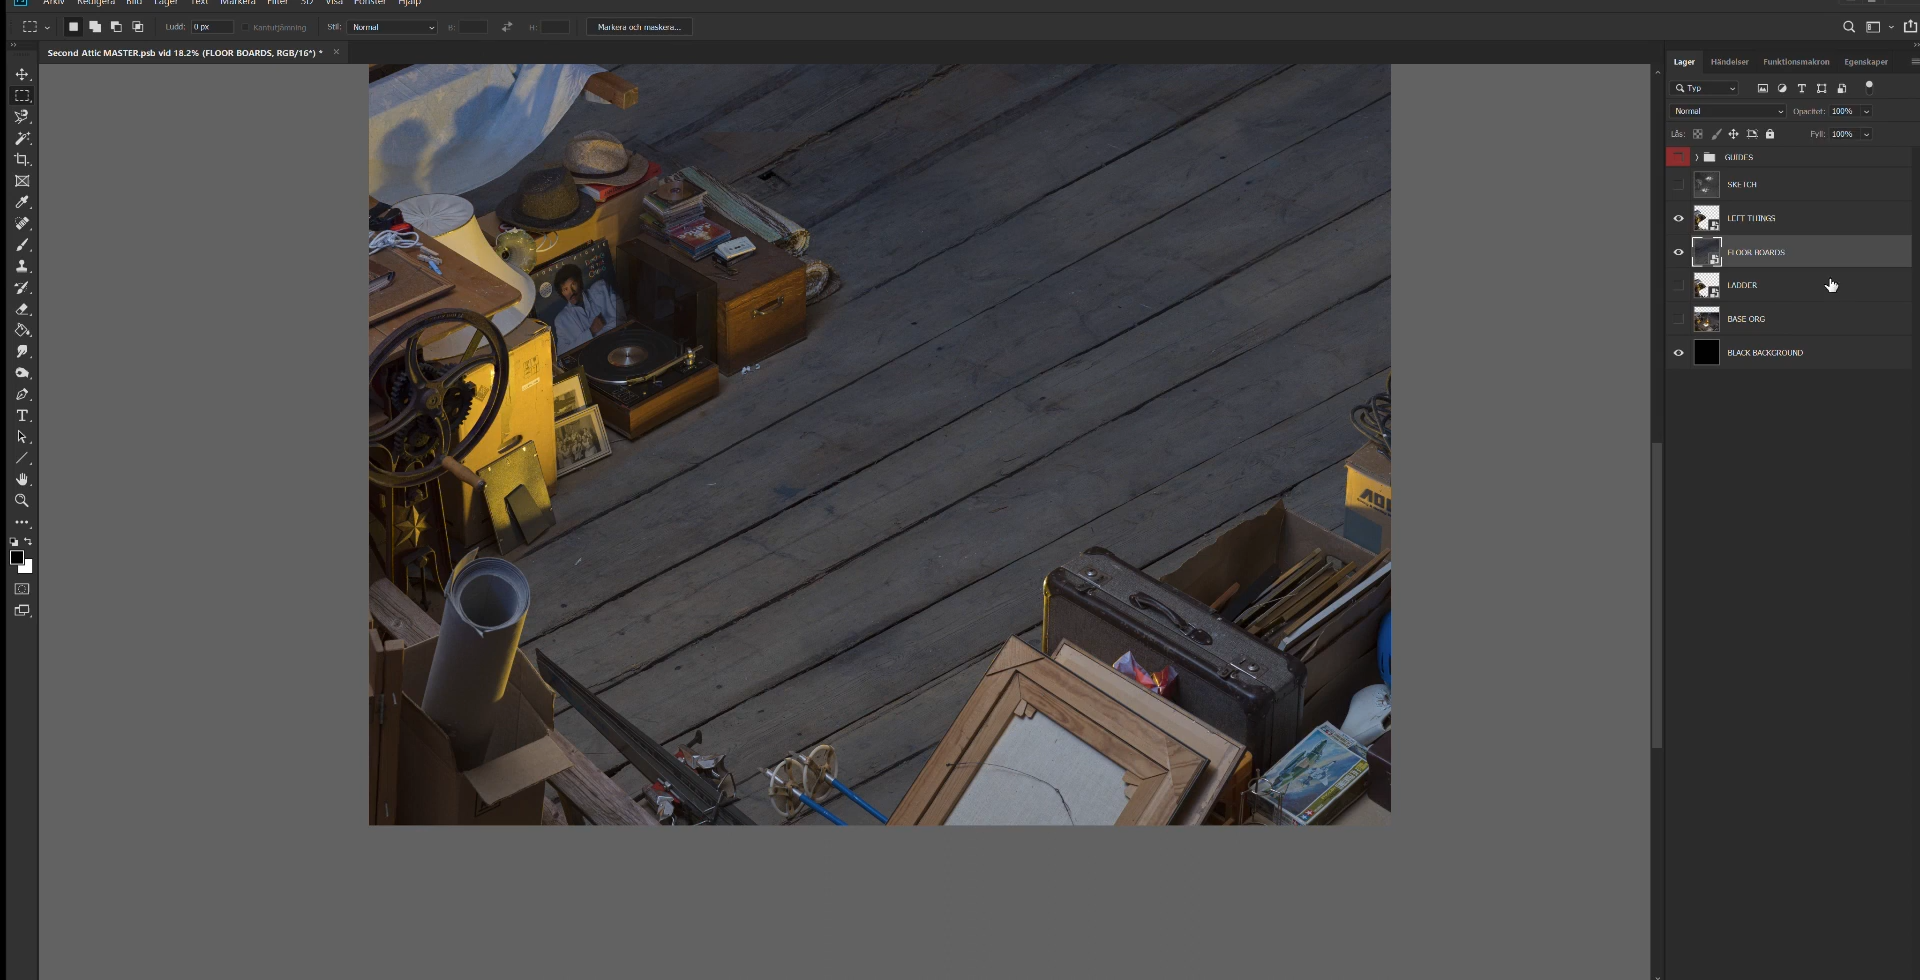 Arkiv Redigera Bild Lager Text Markera Filter 3D Visa Fönster Hjälp
Ludd: 0 px Kantutjämning Stil: Normal B: H: Markera och maskera...
Second Attic MASTER.psb vid 18.2% (FLOOR BOARDS, RGB/16*) *
Lager Händelser Funktionsmakron Egenskaper
Typ
Normal Opacitet: 100%
Lås: Fyll: 100%
GUIDES
SKETCH
LEFT THINGS
FLOOR BOARDS
LADDER
BASE ORG
BLACK BACKGROUND